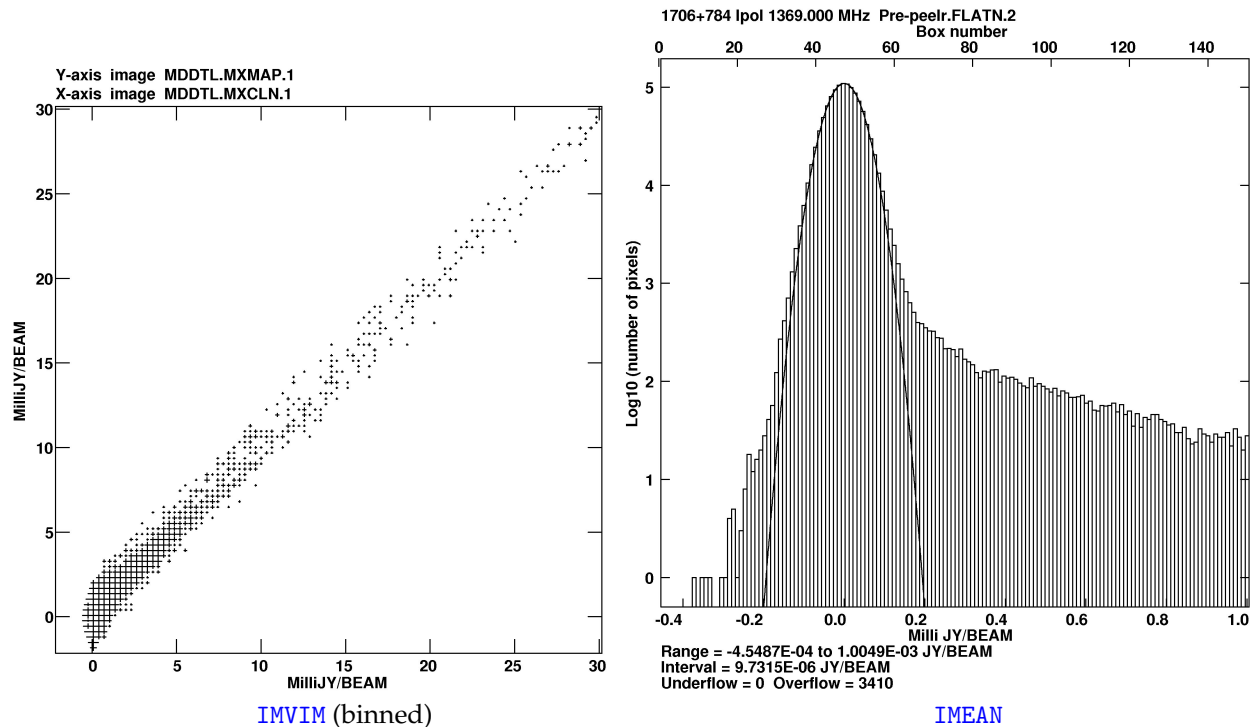 Y-axis image MDDTL.MXMAP.1
X-axis image MDDTL.MXCLN.1
30
25
20
15
10
5
0
MilliJY/BEAM
0 5 10 15 20 25 30
MilliJY/BEAM
IMVIM (binned)
1706+784 Ipol 1369.000 MHz Pre-peelr.FLATN.2
Box number
0 20 40 60 80 100 120 140
5
4
3
2
1
0
Log10 (number of pixels)
-0.4 -0.2 0.0 0.2 0.4 0.6 0.8 1.0
Milli JY/BEAM
Range = -4.5487E-04 to 1.0049E-03 JY/BEAM
Interval = 9.7315E-06 JY/BEAM
Underflow = 0 Overflow = 3410
IMEAN